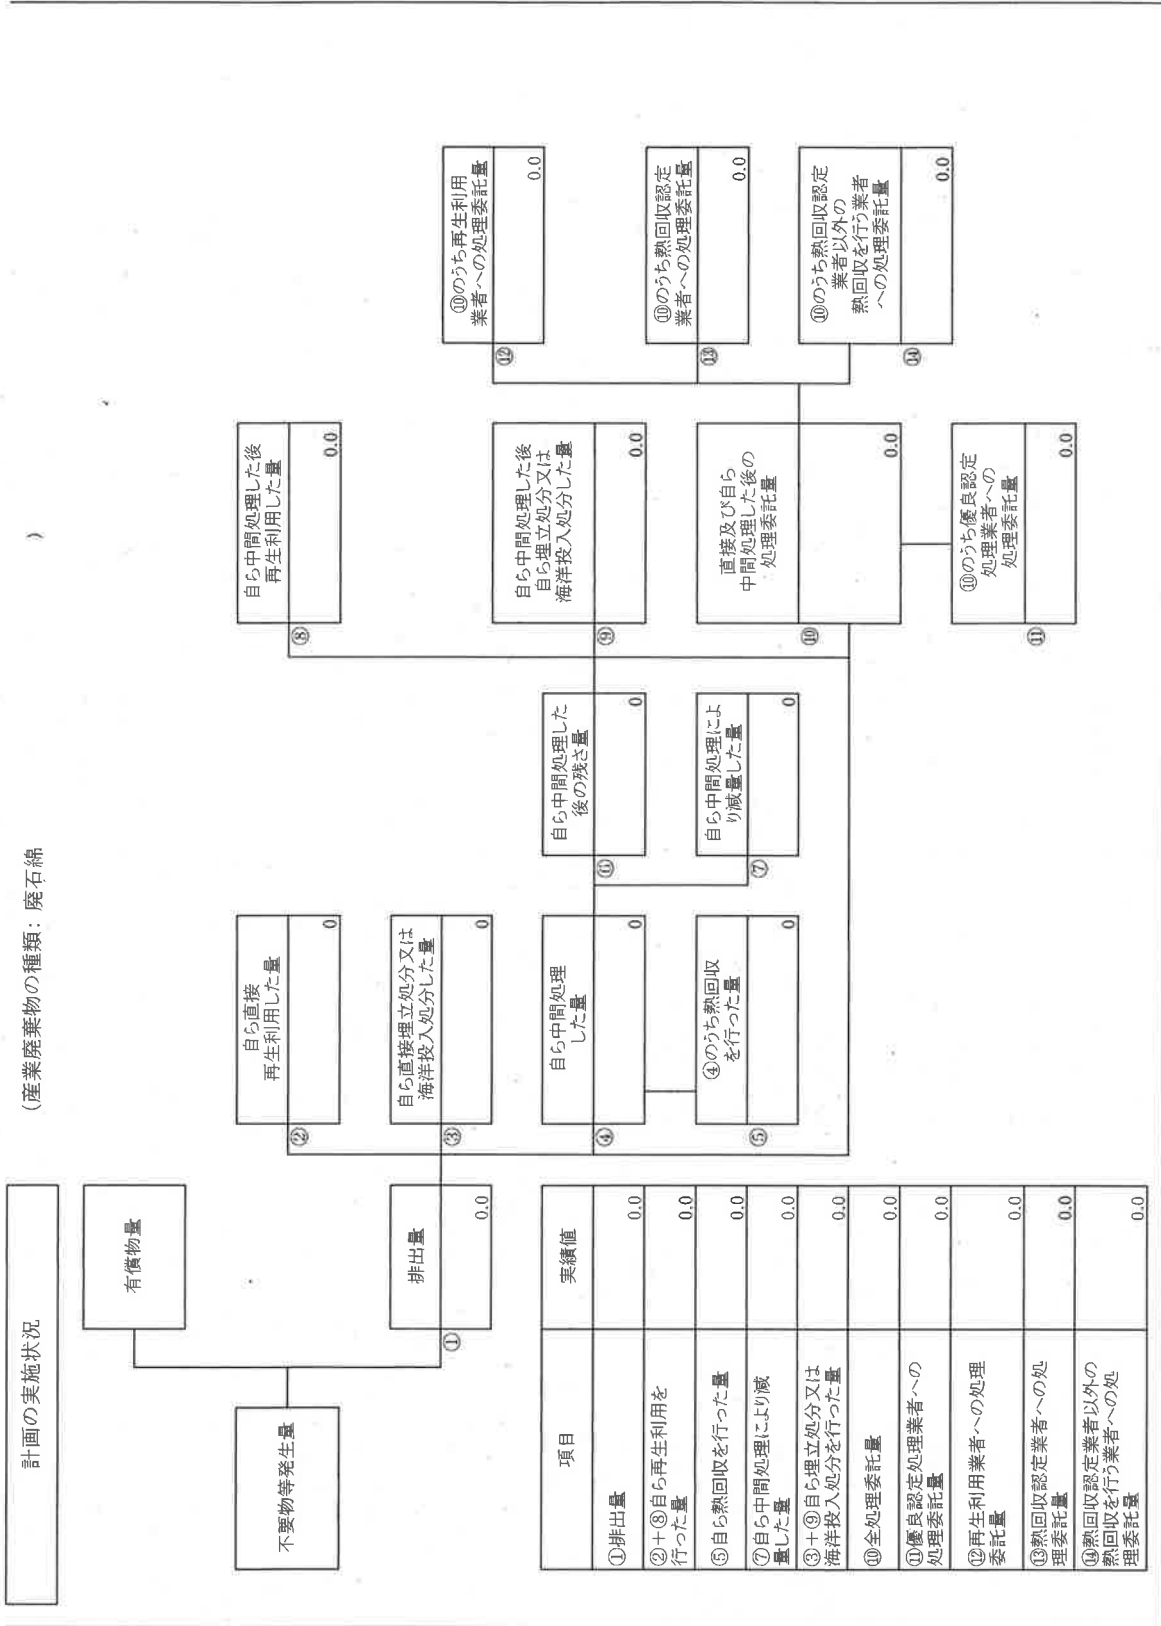 計画の実施状況
(産業廃棄物の種類: 廃石綿
)
不要物等発生量
有償物量
排出量
①
0.0
自ら直接
再生利用した量
②
0
自ら直接埋立処分又は
海洋投入処分した量
③
0
自ら中間処理
した量
④
0
④のうち熱回収
を行った量
⑤
0
自ら中間処理した
後の残さ量
⑥
0
自ら中間処理によ
り減量した量
⑦
0
自ら中間処理した後
再生利用した量
⑧
0.0
自ら中間処理した後
自ら埋立処分又は
海洋投入処分した量
⑨
0.0
直接及び自ら
中間処理した後の
処理委託量
⑩
0.0
⑩のうち優良認定
処理業者への
処理委託量
⑪
0.0
⑩のうち再生利用
業者への処理委託量
⑫
0.0
⑩のうち熱回収認定
業者への処理委託量
⑬
0.0
⑩のうち熱回収認定
業者以外の
熱回収を行う業者
への処理委託量
⑭
0.0
項目 実績値
①排出量 0.0
②+⑧自ら再生利用を
行った量 0.0
⑤自ら熱回収を行った量 0.0
⑦自ら中間処理により減
量した量 0.0
③+⑨自ら埋立処分又は
海洋投入処分を行った量 0.0
⑩全処理委託量 0.0
⑪優良認定処理業者への
処理委託量 0.0
⑫再生利用業者への処理
委託量 0.0
⑬熱回収認定業者への処
理委託量 0.0
⑭熱回収認定業者以外の
熱回収を行う業者への処
理委託量 0.0